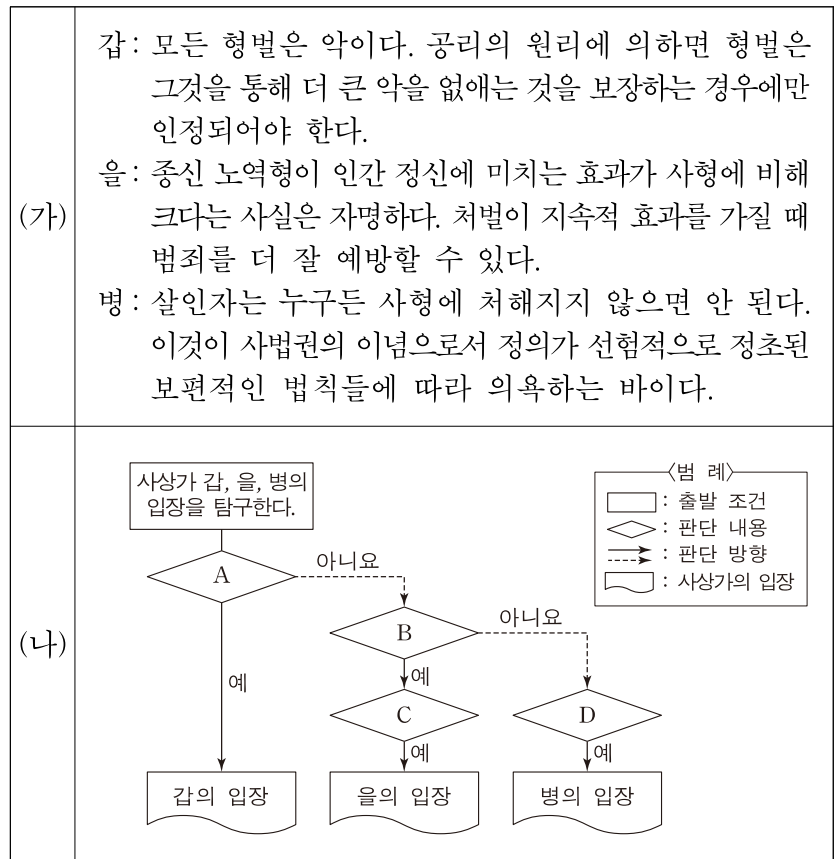 (가)
갑: 모든 형벌은 악이다. 공리의 원리에 의하면 형벌은
그것을 통해 더 큰 악을 없애는 것을 보장하는 경우에만
인정되어야 한다.
을: 종신 노역형이 인간 정신에 미치는 효과가 사형에 비해
크다는 사실은 자명하다. 처벌이 지속적 효과를 가질 때
범죄를 더 잘 예방할 수 있다.
병: 살인자는 누구든 사형에 처해지지 않으면 안 된다.
이것이 사법권의 이념으로서 정의가 선험적으로 정초된
보편적인 법칙들에 따라 의욕하는 바이다.
(나)
사상가 갑, 을, 병의
입장을 탐구한다.
<범 례>
: 출발 조건
: 판단 내용
: 판단 방향
: 사상가의 입장
A
아니요
B
아니요
예
예
C
D
예
예
갑의 입장
을의 입장
병의 입장